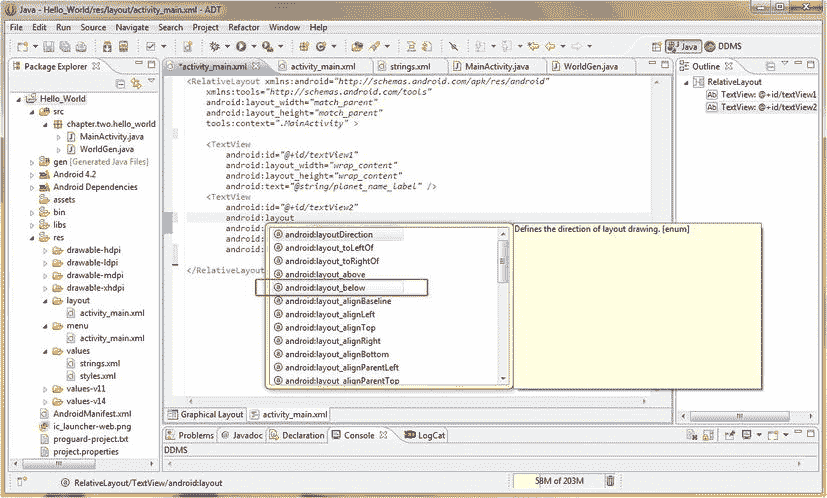 Java - Hello_World/res/layout/activity_main.xml - ADT
File Edit Run Source Navigate Search Project Refactor Window Help
Java DDMS
Package Explorer
Hello_World
src
chapter.two.hello_world
MainActivity.java
WorldGen.java
gen [Generated Java Files]
Android 4.2
Android Dependencies
assets
bin
libs
res
drawable-hdpi
drawable-ldpi
drawable-mdpi
drawable-xhdpi
layout
activity_main.xml
menu
activity_main.xml
values
strings.xml
styles.xml
values-v11
values-v14
AndroidManifest.xml
ic_launcher-web.png
proguard-project.txt
project.properties
*activity_main.xml activity_main.xml strings.xml MainActivity.java WorldGen.java
<RelativeLayout xmlns:android="http://schemas.android.com/apk/res/android"
xmlns:tools="http://schemas.android.com/tools"
android:layout_width="match_parent"
android:layout_height="match_parent"
tools:context=".MainActivity" >
<TextView
android:id="@+id/textView1"
android:layout_width="wrap_content"
android:layout_height="wrap_content"
android:text="@string/planet_name_label" />
<TextView
android:id="@+id/textView2"
android:layout
android:
android:
android:
</RelativeLayout
android:layoutDirection
android:layout_toLeftOf
android:layout_toRightOf
android:layout_above
android:layout_below
android:layout_alignBaseline
android:layout_alignLeft
android:layout_alignTop
android:layout_alignRight
android:layout_alignBottom
android:layout_alignParentLeft
android:layout_alignParentTop
Defines the direction of layout drawing. [enum]
Graphical Layout activity_main.xml
Outline
RelativeLayout
Ab TextView: @+id/textView1
Ab TextView: @+id/textView2
Problems Javadoc Declaration Console LogCat
DDMS
RelativeLayout/TextView/android:layout
58M of 203M